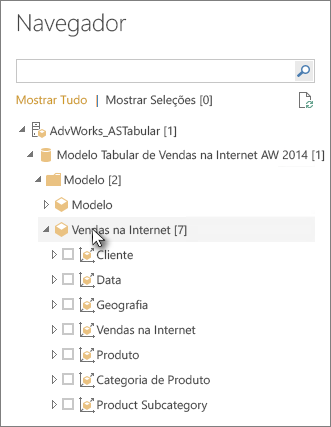 Navegador
Mostrar Tudo | Mostrar Seleções [0]
AdvWorks_ASTabular [1]
Modelo Tabular de Vendas na Internet AW 2014 [1]
Modelo [2]
Modelo
Vendas na Internet [7]
Cliente
Data
Geografia
Vendas na Internet
Produto
Categoria de Produto
Product Subcategory